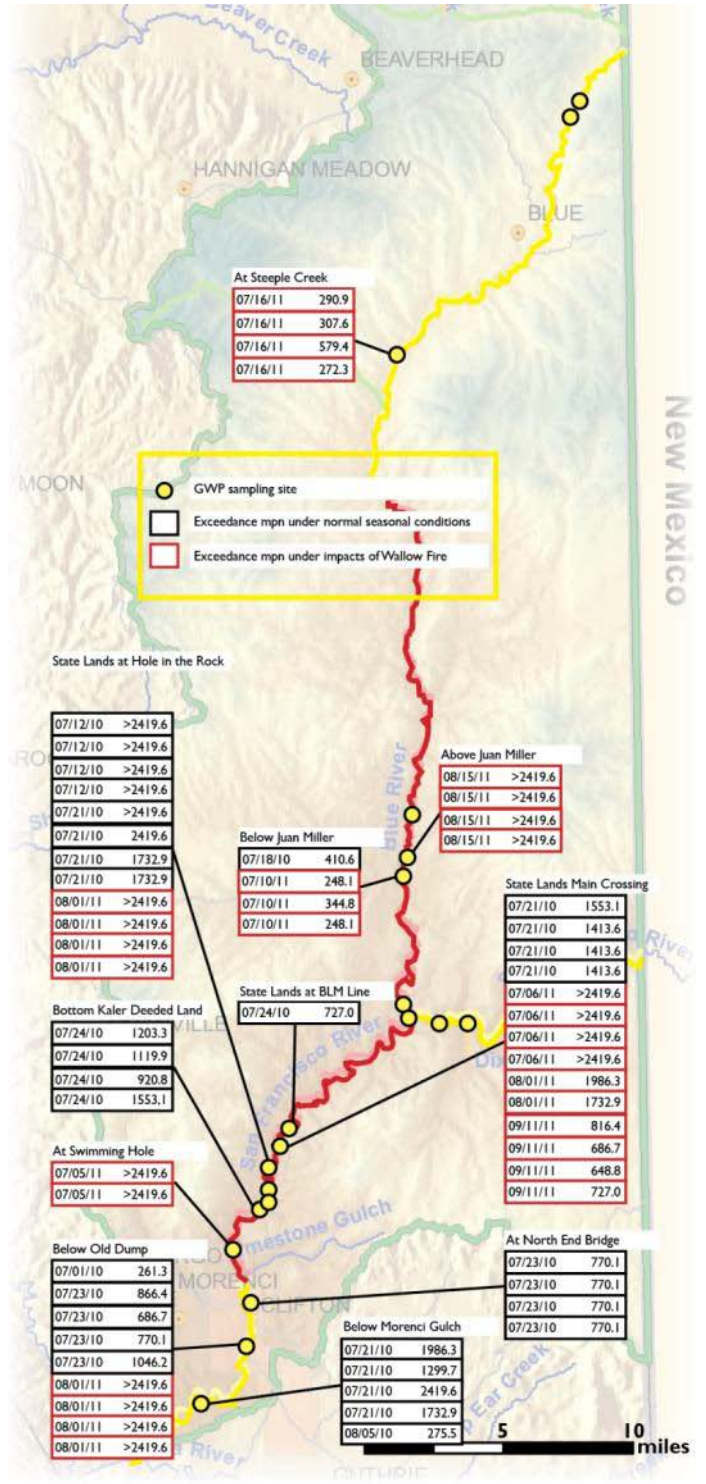 Beaver Creek
BEAVERHEAD
HANNIGAN MEADOW
BLUE
At Steeple Creek
07/16/11 290.9
07/16/11 307.6
07/16/11 579.4
07/16/11 272.3
New Mexico
MOON
GWP sampling site
Exceedance mpn under normal seasonal conditions
Exceedance mpn under impacts of Wallow Fire
State Lands at Hole in the Rock
07/12/10 >2419.6
07/12/10 >2419.6
07/12/10 >2419.6
07/12/10 >2419.6
07/21/10 >2419.6
07/21/10 2419.6
07/21/10 1732.9
07/21/10 1732.9
08/01/11 >2419.6
08/01/11 >2419.6
08/01/11 >2419.6
08/01/11 >2419.6
Blue River
Above Juan Miller
08/15/11 >2419.6
08/15/11 >2419.6
08/15/11 >2419.6
08/15/11 >2419.6
Below Juan Miller
07/18/10 410.6
07/10/11 248.1
07/10/11 344.8
07/10/11 248.1
State Lands Main Crossing
07/21/10 1553.1
07/21/10 1413.6
07/21/10 1413.6
07/21/10 1413.6
07/06/11 >2419.6
07/06/11 >2419.6
07/06/11 >2419.6
07/06/11 >2419.6
08/01/11 1986.3
08/01/11 1732.9
09/11/11 816.4
09/11/11 686.7
09/11/11 648.8
09/11/11 727.0
River
State Lands at BLM Line
07/24/10 727.0
San Francisco River
Bottom Kaler Deeded Land
07/24/10 1203.3
07/24/10 1119.9
07/24/10 920.8
07/24/10 1553.1
VILLE
At Swimming Hole
07/05/11 >2419.6
07/05/11 >2419.6
mestone Gulch
MORENCI
CLIFTON
Below Old Dump
07/01/10 261.3
07/23/10 866.4
07/23/10 686.7
07/23/10 770.1
07/23/10 1046.2
08/01/11 >2419.6
08/01/11 >2419.6
08/01/11 >2419.6
08/01/11 >2419.6
At North End Bridge
07/23/10 770.1
07/23/10 770.1
07/23/10 770.1
07/23/10 770.1
Below Morenci Gulch
07/21/10 1986.3
07/21/10 1299.7
07/21/10 2419.6
07/21/10 1732.9
08/05/10 275.5
Ear Creek
River
5 10
miles
GUTHRIE